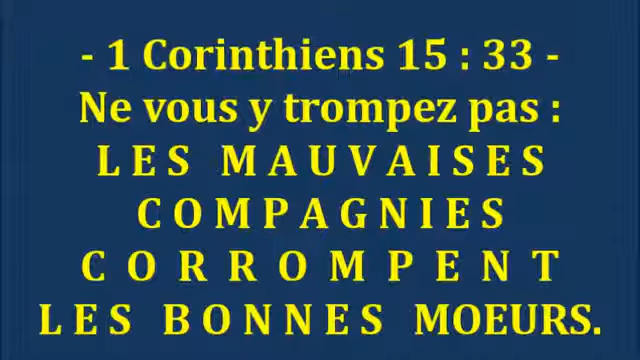 - 1 Corinthiens 15 : 33 -
Ne vous y trompez pas :
LES MAUVAISES
COMPAGNIES
CORROMPENT
LES BONNES MOEURS.